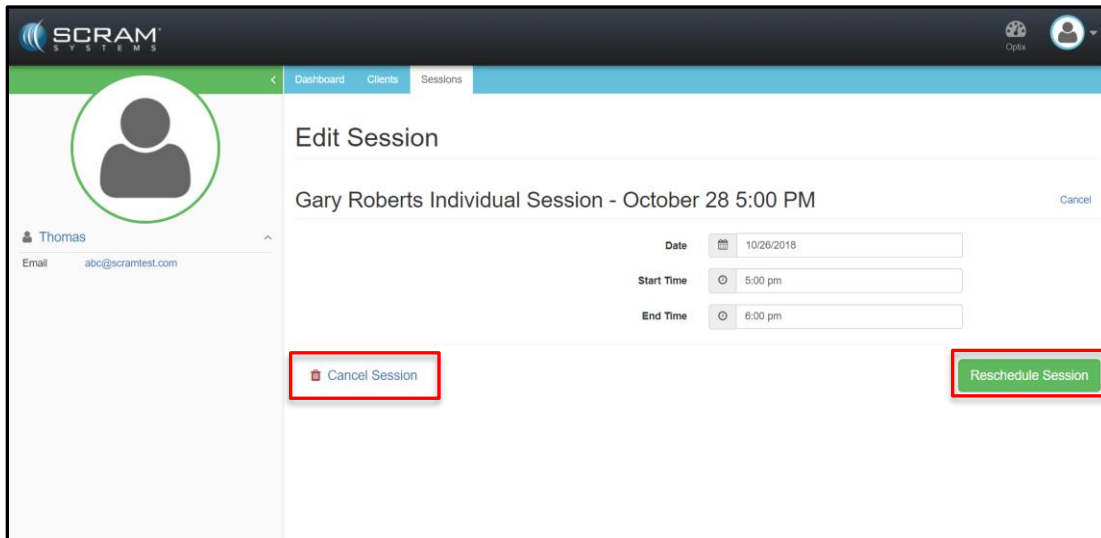 SCRAM
SYSTEMS
Optix
Dashboard Clients Sessions
Edit Session
Gary Roberts Individual Session - October 28 5:00 PM
Cancel
Thomas
Email abc@scramtest.com
Date 10/26/2018
Start Time 5:00 pm
End Time 6:00 pm
Cancel Session
Reschedule Session